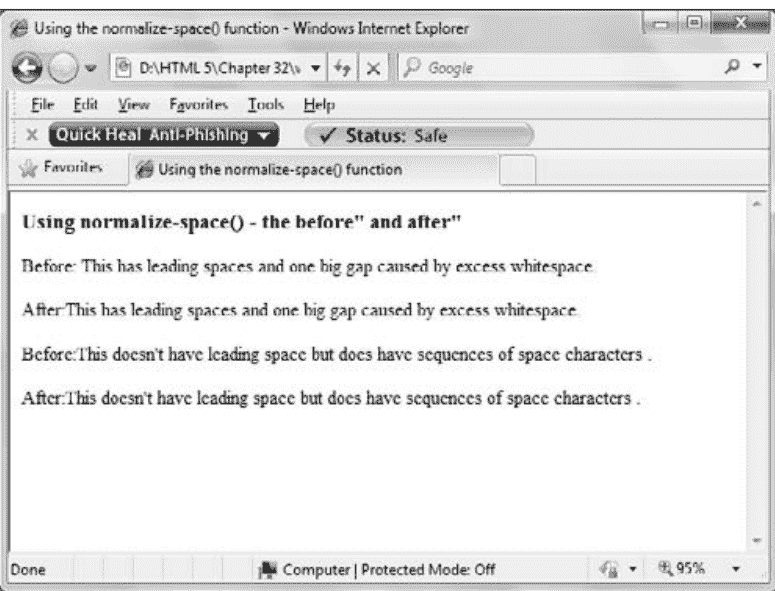 Using the normalize-space() function - Windows Internet Explorer
D:\HTML 5\Chapter 32\
Google
File Edit View Favorites Tools Help
Quick Heal Anti-Phishing Status: Safe
Favorites Using the normalize-space() function
Using normalize-space() - the before" and after"
Before: This has leading spaces and one big gap caused by excess whitespace.
After:This has leading spaces and one big gap caused by excess whitespace.
Before:This doesn't have leading space but does have sequences of space characters .
After:This doesn't have leading space but does have sequences of space characters .
Done Computer | Protected Mode: Off 95%